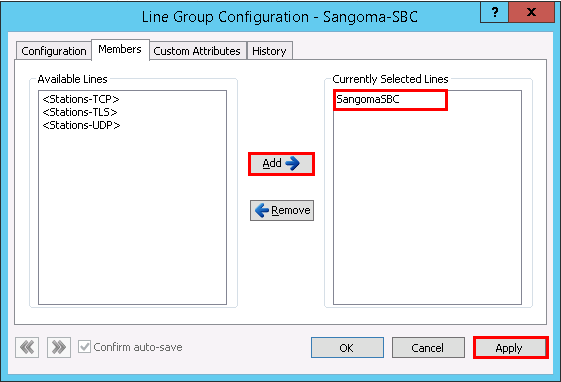 Line Group Configuration - Sangoma-SBC
? X
Configuration Members Custom Attributes History
Available Lines
<Stations-TCP>
<Stations-TLS>
<Stations-UDP>
Add
Remove
Currently Selected Lines
SangomaSBC
Confirm auto-save
OK Cancel Apply